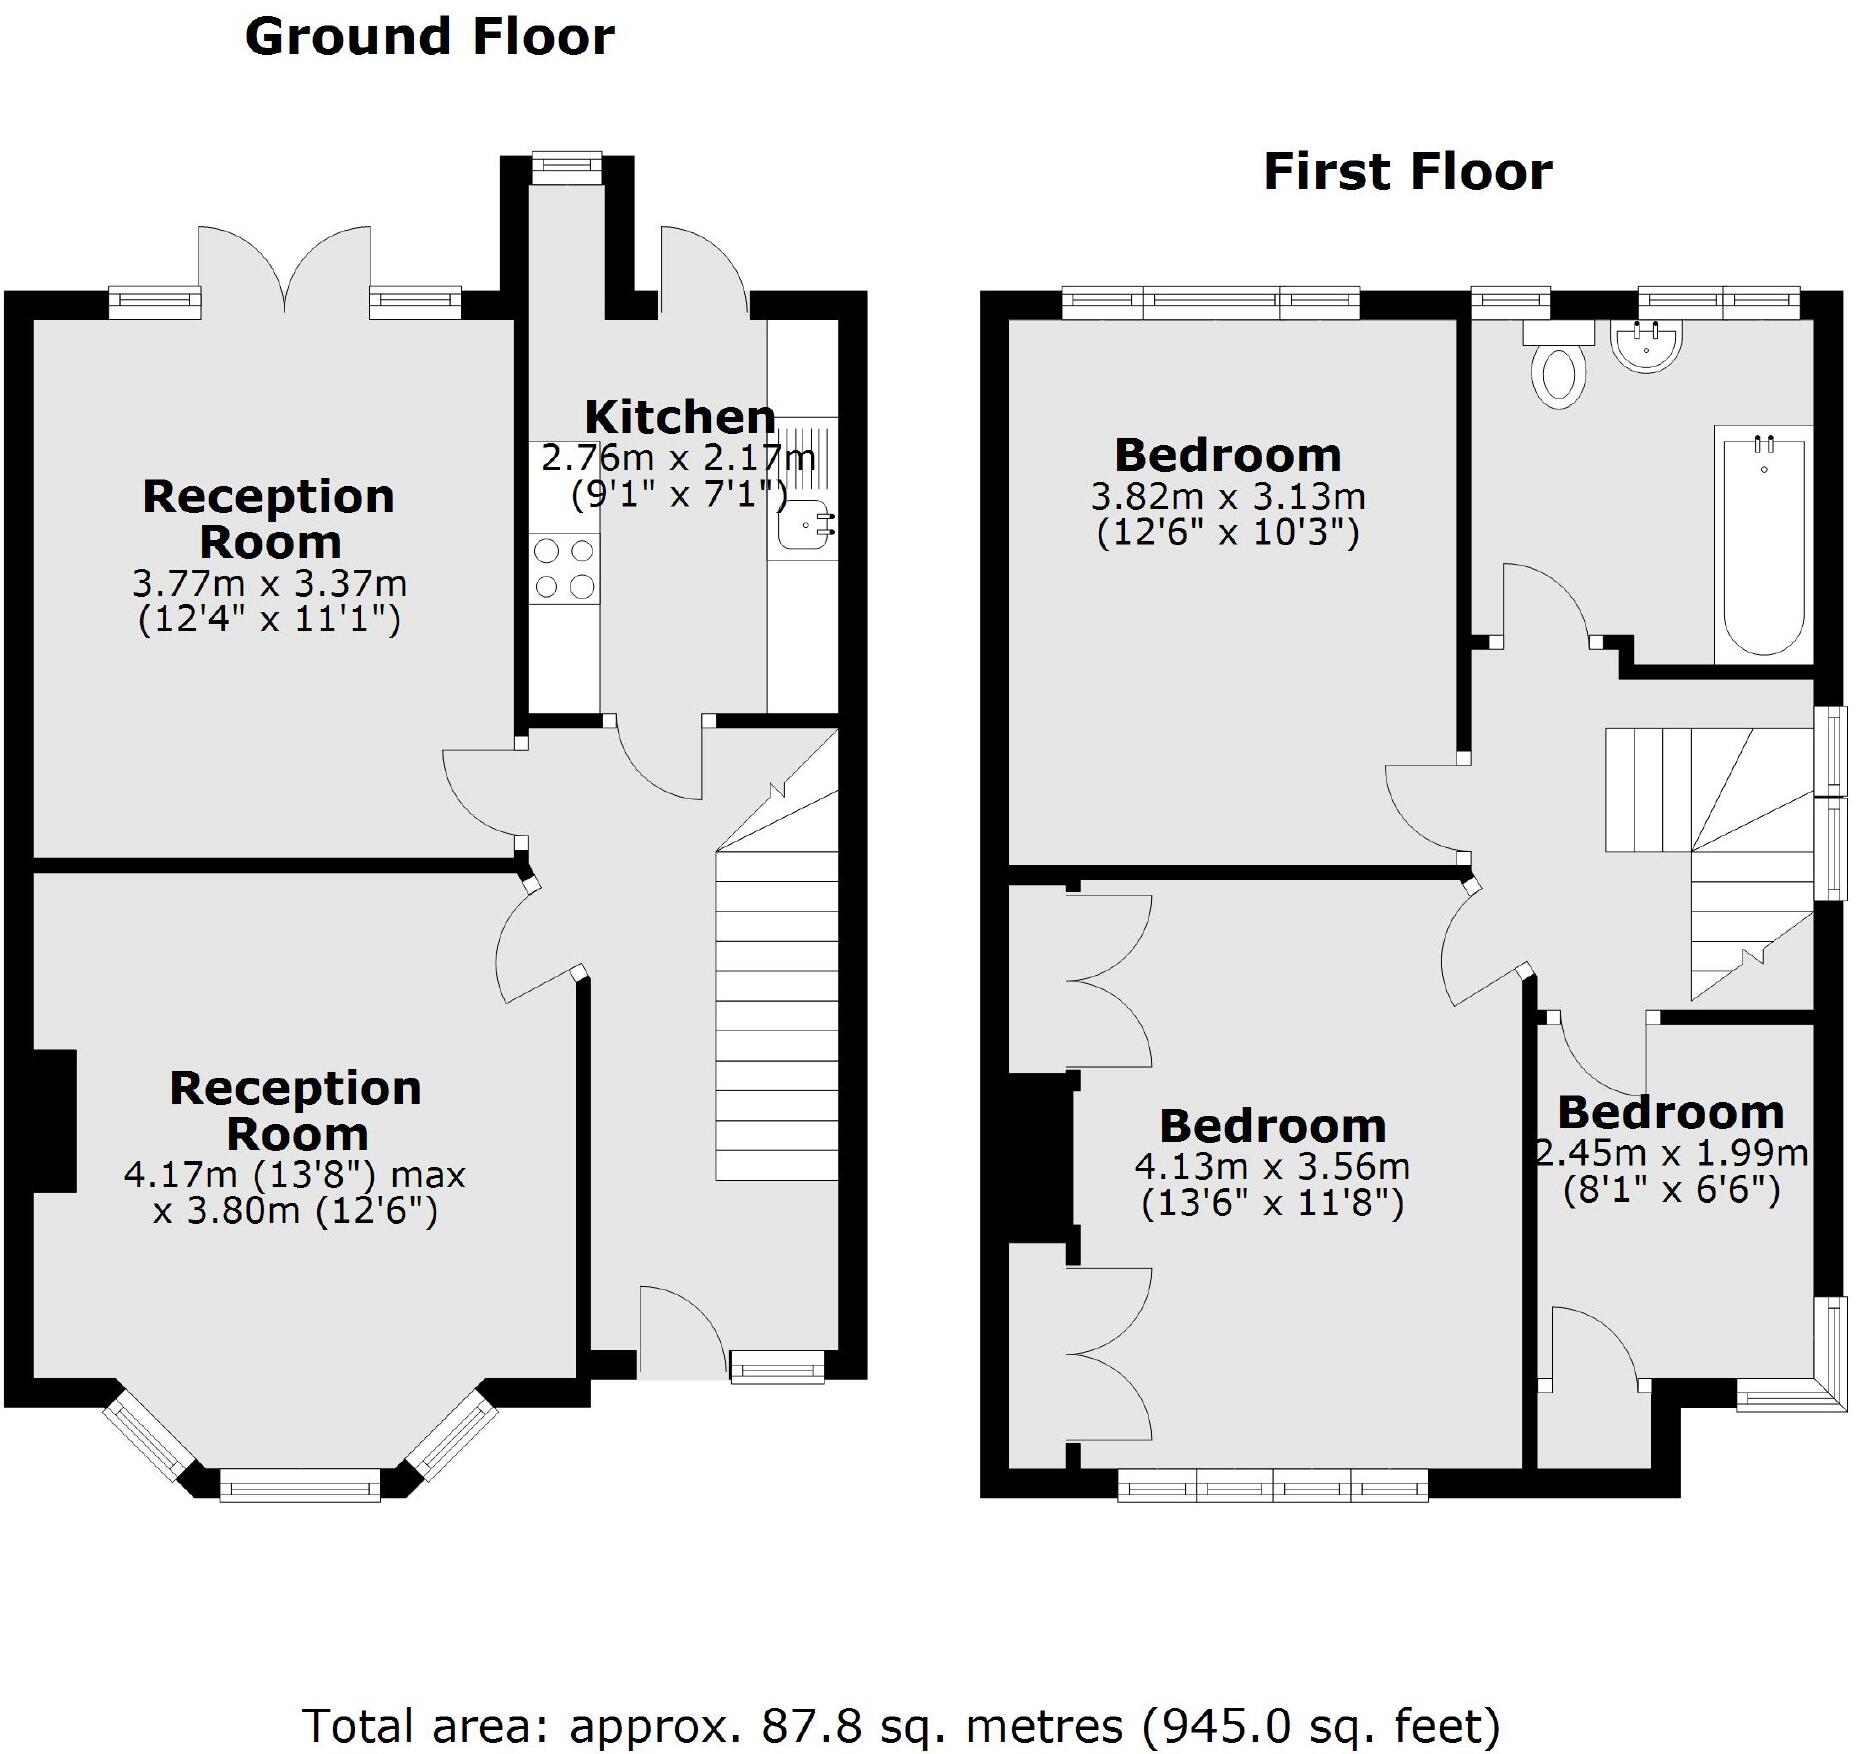 Ground Floor
Reception
Room
3.77m x 3.37m
(12'4" x 11'1")
Kitchen
2.76m x 2.17m
(9'1" x 7'1")
Reception
Room
4.17m (13'8") max
x 3.80m (12'6")
First Floor
Bedroom
3.82m x 3.13m
(12'6" x 10'3")
Bedroom
4.13m x 3.56m
(13'6" x 11'8")
Bedroom
2.45m x 1.99m
(8'1" x 6'6")
Total area: approx. 87.8 sq. metres (945.0 sq. feet)